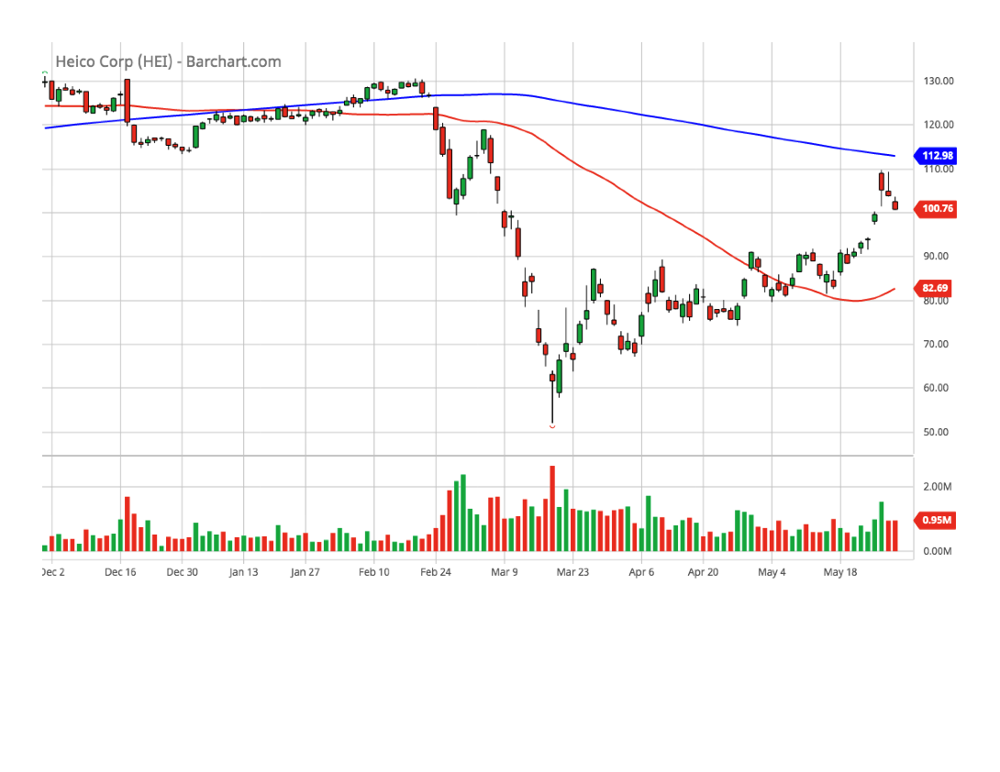 Heico Corp (HEI) - Barchart.com
130.00
120.00
112.98
110.00
100.76
90.00
82.69
80.00
70.00
60.00
50.00
2.00M
0.95M
0.00M
Dec 2 Dec 16 Dec 30 Jan 13 Jan 27 Feb 10 Feb 24 Mar 9 Mar 23 Apr 6 Apr 20 May 4 May 18